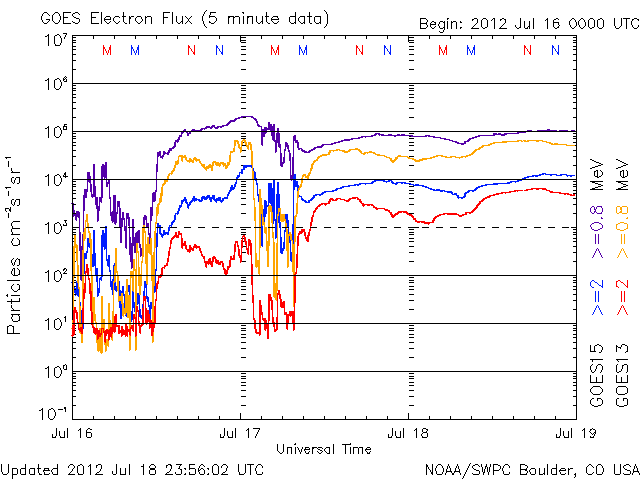 GOES Electron Flux (5 minute data)
Begin: 2012 Jul 16 0000 UTC
M M N N M M N N M M N N
10⁷
10⁶
10⁵
10⁴
10³
10²
10¹
10⁰
10⁻¹
Particles cm⁻²s⁻¹sr⁻¹
Jul 16 Jul 17 Jul 18 Jul 19
Universal Time
GOES15 >=2 >=0.8 MeV
GOES13 >=2 >=0.8 MeV
Updated 2012 Jul 18 23:56:02 UTC
NOAA/SWPC Boulder, CO USA